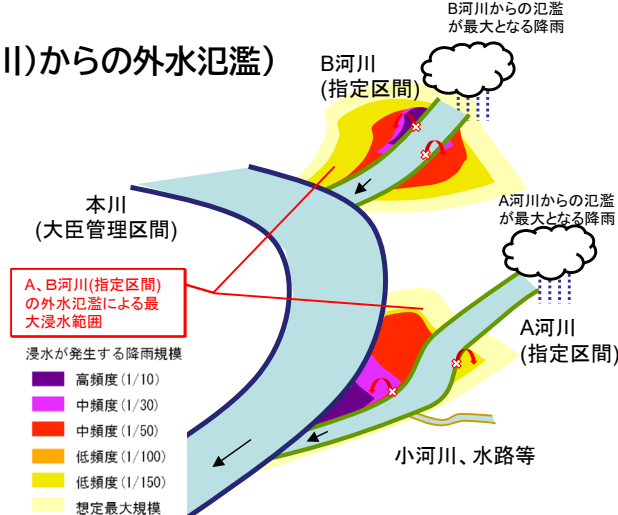 B河川からの氾濫
が最大となる降雨
川)からの外水氾濫)
B河川
(指定区間)
本川
(大臣管理区間)
A河川からの氾濫
が最大となる降雨
A、B河川(指定区間)
の外水氾濫による最
大浸水範囲
A河川
(指定区間)
浸水が発生する降雨規模
高頻度(1/10)
中頻度(1/30)
中頻度(1/50)
低頻度(1/100)
低頻度(1/150)
想定最大規模
小河川、水路等